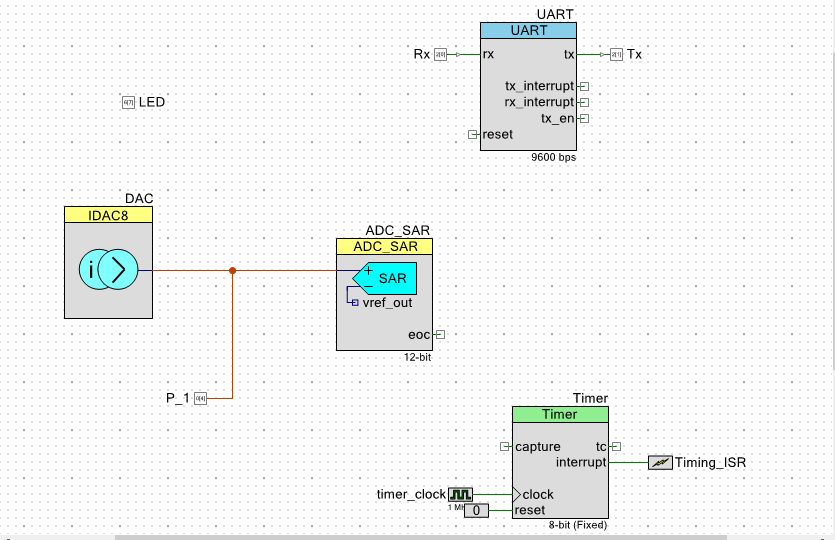 UART
UART
Rx
rx
tx
Tx
tx_interrupt
rx_interrupt
tx_en
reset
9600 bps
LED
DAC
IDAC8
i
ADC_SAR
ADC_SAR
+
SAR
vref_out
eoc
12-bit
P_1
Timer
Timer
capture
tc
interrupt
Timing_ISR
timer_clock
clock
1 M
0
reset
8-bit (Fixed)